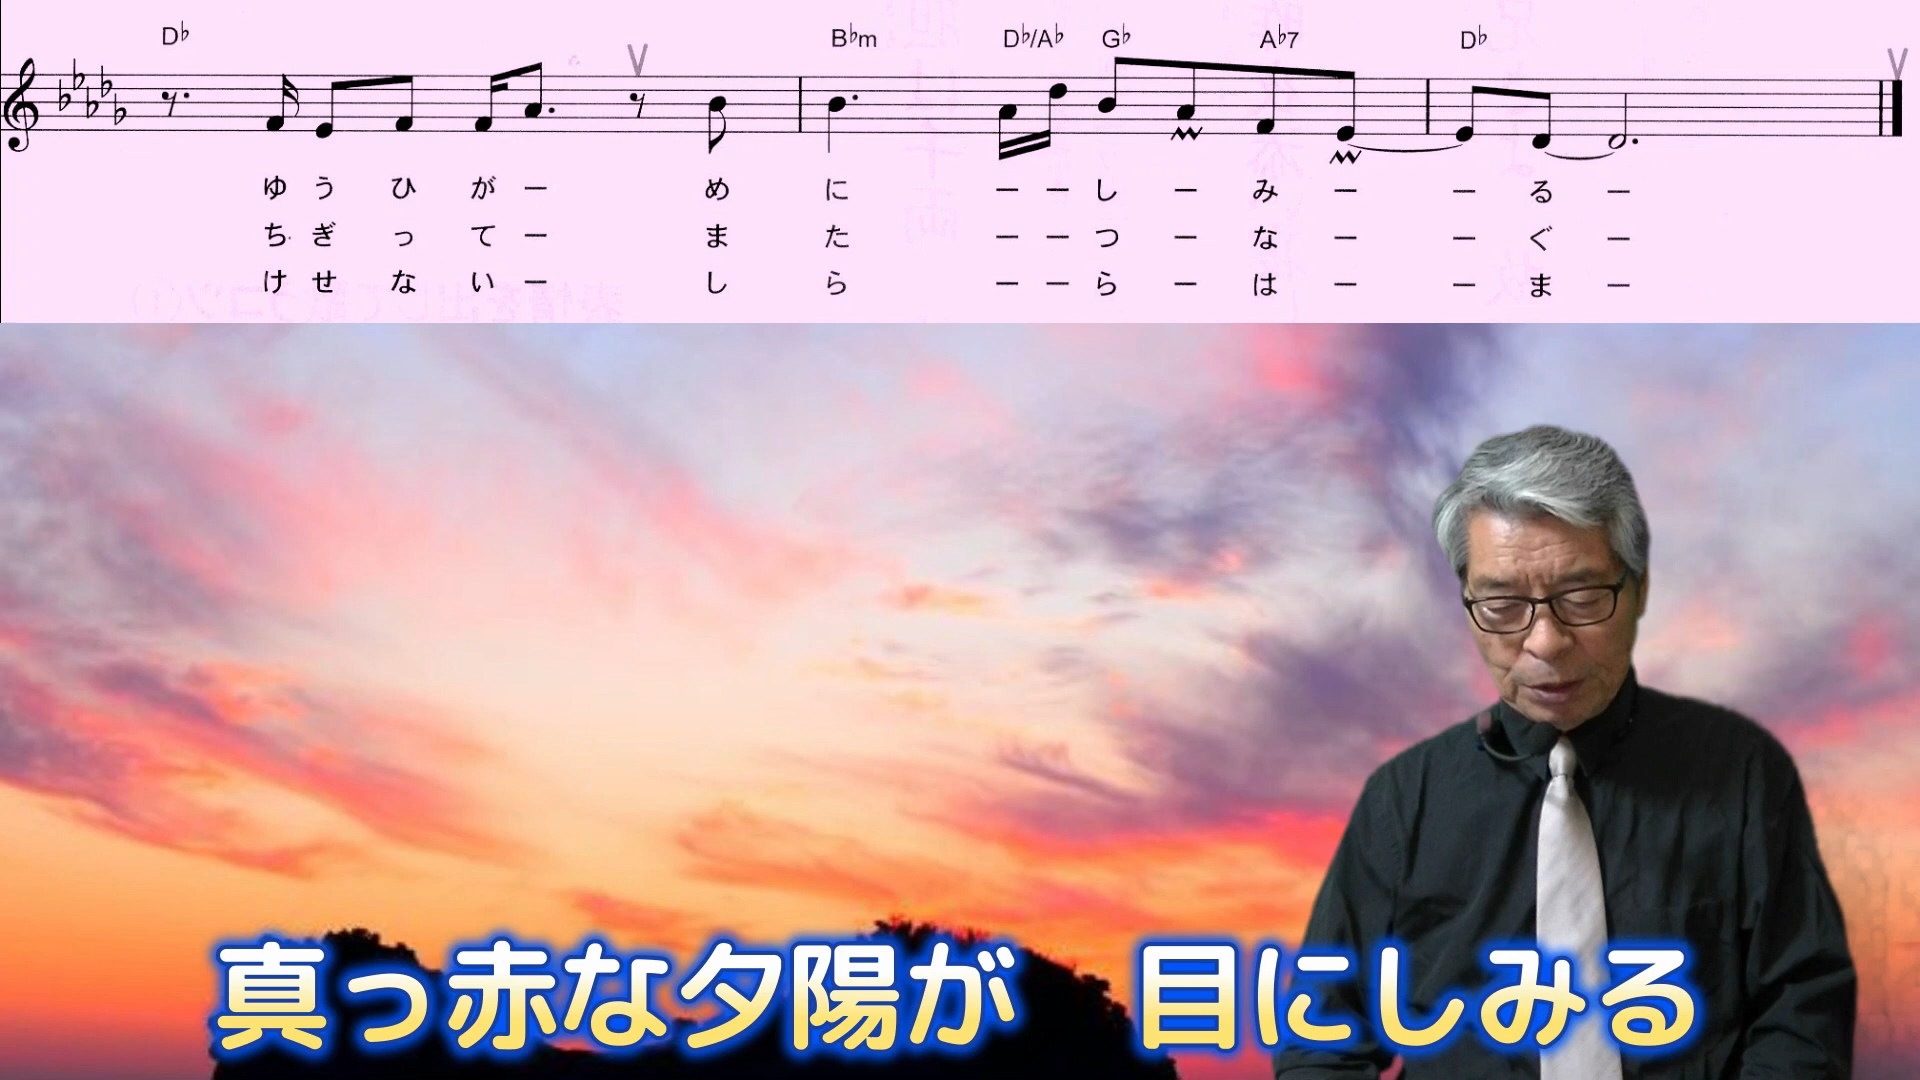 D♭ B♭m D♭/A♭ G♭ A♭7 D♭
ゆ う ひ が ー め に ー ー し ー み ー ー る ー
ち ぎ っ て ー ま た ー ー つ ー な ー ー ぐ ー
け せ な い ー し ら ー ー ら ー は ー ー ま ー
真っ赤な夕陽が 目にしみる